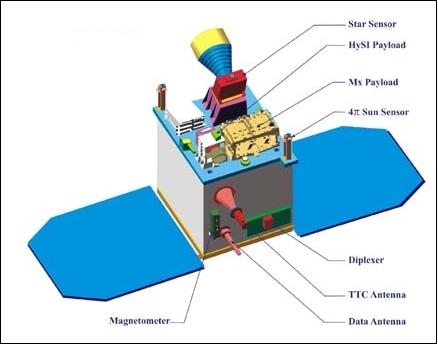 Star Sensor
HySI Payload
Mx Payload
4π Sun Sensor
Diplexer
TTC Antenna
Magnetometer
Data Antenna